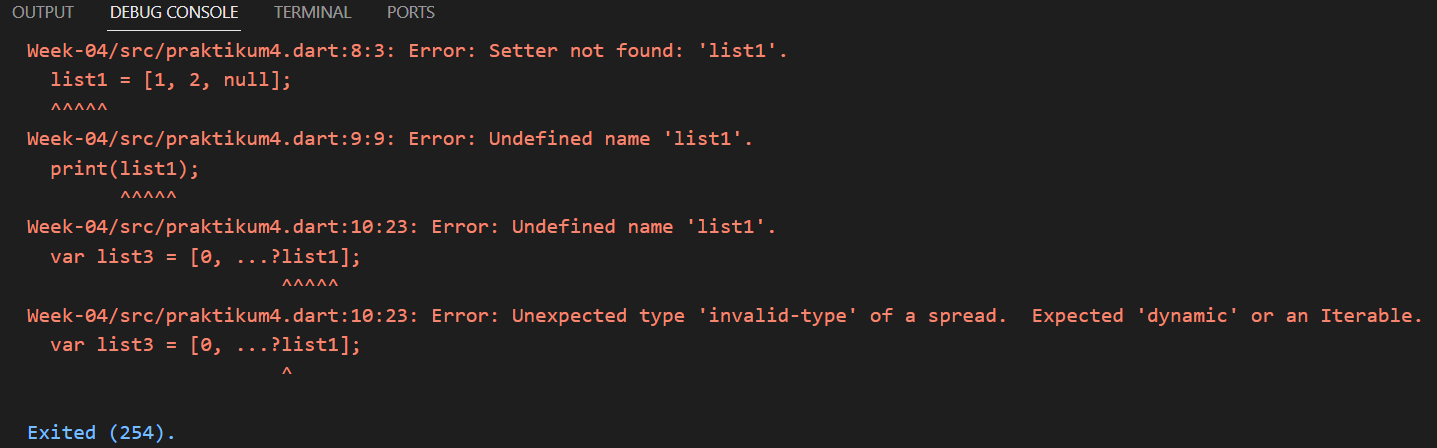 OUTPUT DEBUG CONSOLE TERMINAL PORTS
Week-04/src/praktikum4.dart:8:3: Error: Setter not found: 'list1'.
  list1 = [1, 2, null];
  ^^^^^
Week-04/src/praktikum4.dart:9:9: Error: Undefined name 'list1'.
  print(list1);
        ^^^^^
Week-04/src/praktikum4.dart:10:23: Error: Undefined name 'list1'.
  var list3 = [0, ...?list1];
                      ^^^^^
Week-04/src/praktikum4.dart:10:23: Error: Unexpected type 'invalid-type' of a spread.  Expected 'dynamic' or an Iterable.
  var list3 = [0, ...?list1];
                      ^
Exited (254).